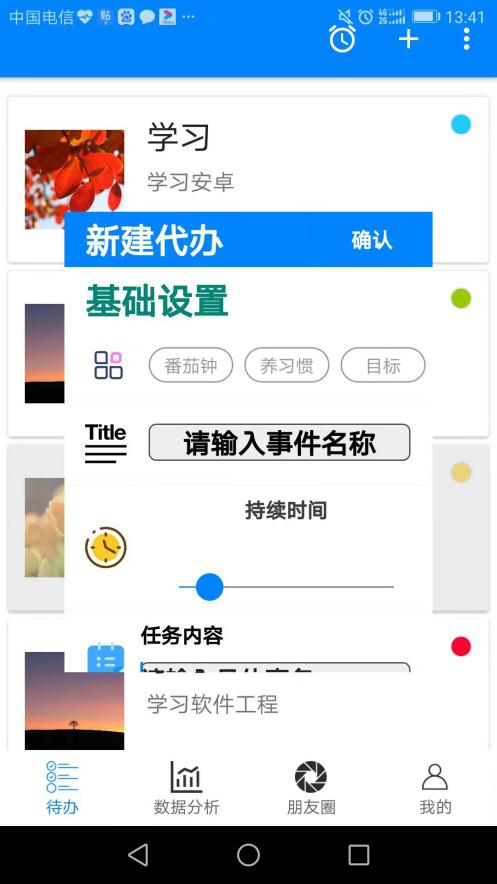 中国电信 贴 ... 4G 2G 13:41
学习
学习安卓
新建代办 确认
基础设置
番茄钟 养习惯 目标
Title 请输入事件名称
持续时间
任务内容
学习软件工程
待办 数据分析 朋友圈 我的